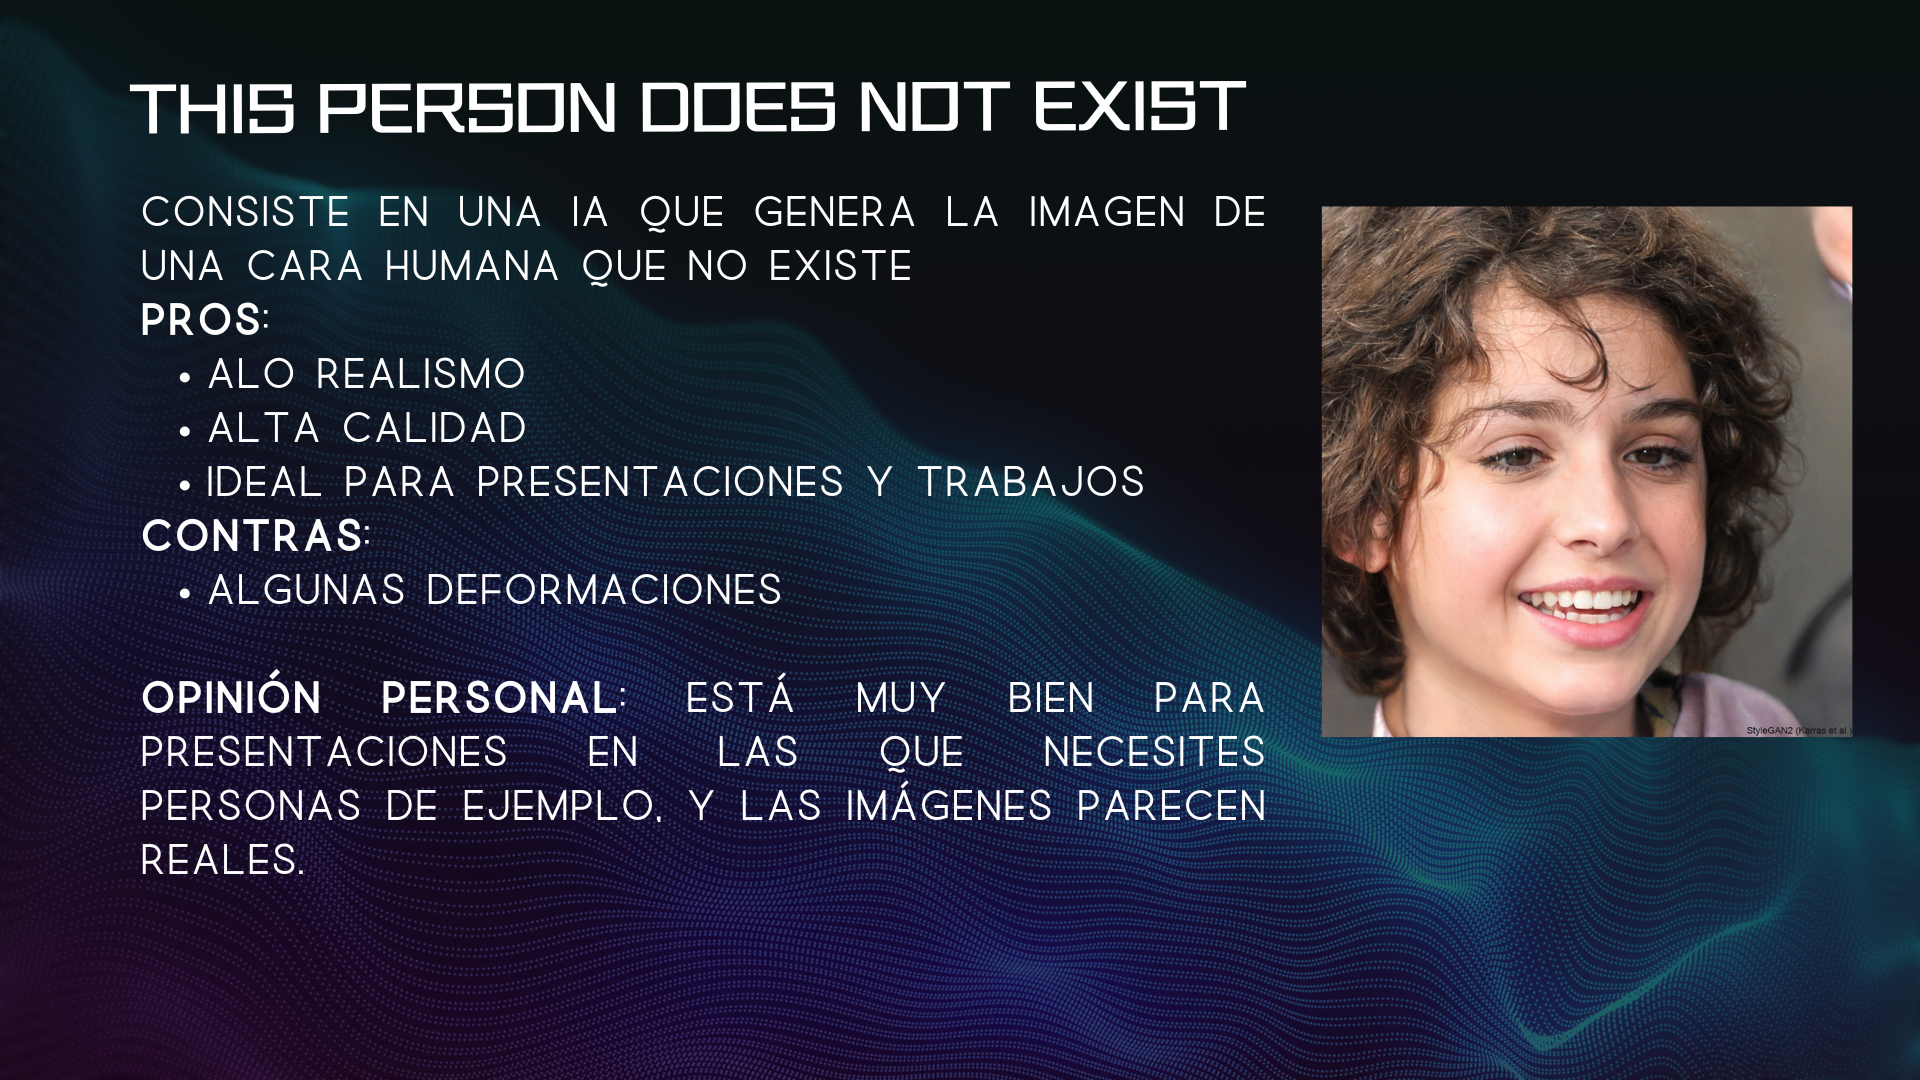 THIS PERSON DOES NOT EXIST
CONSISTE EN UNA IA QUE GENERA LA IMAGEN DE
UNA CARA HUMANA QUE NO EXISTE
PROS:
• ALO REALISMO
• ALTA CALIDAD
• IDEAL PARA PRESENTACIONES Y TRABAJOS
CONTRAS:
• ALGUNAS DEFORMACIONES
OPINIÓN PERSONAL: ESTÁ MUY BIEN PARA
PRESENTACIONES EN LAS QUE NECESITES
PERSONAS DE EJEMPLO, Y LAS IMÁGENES PARECEN
REALES.
StyleGAN2 (Karras et al.)